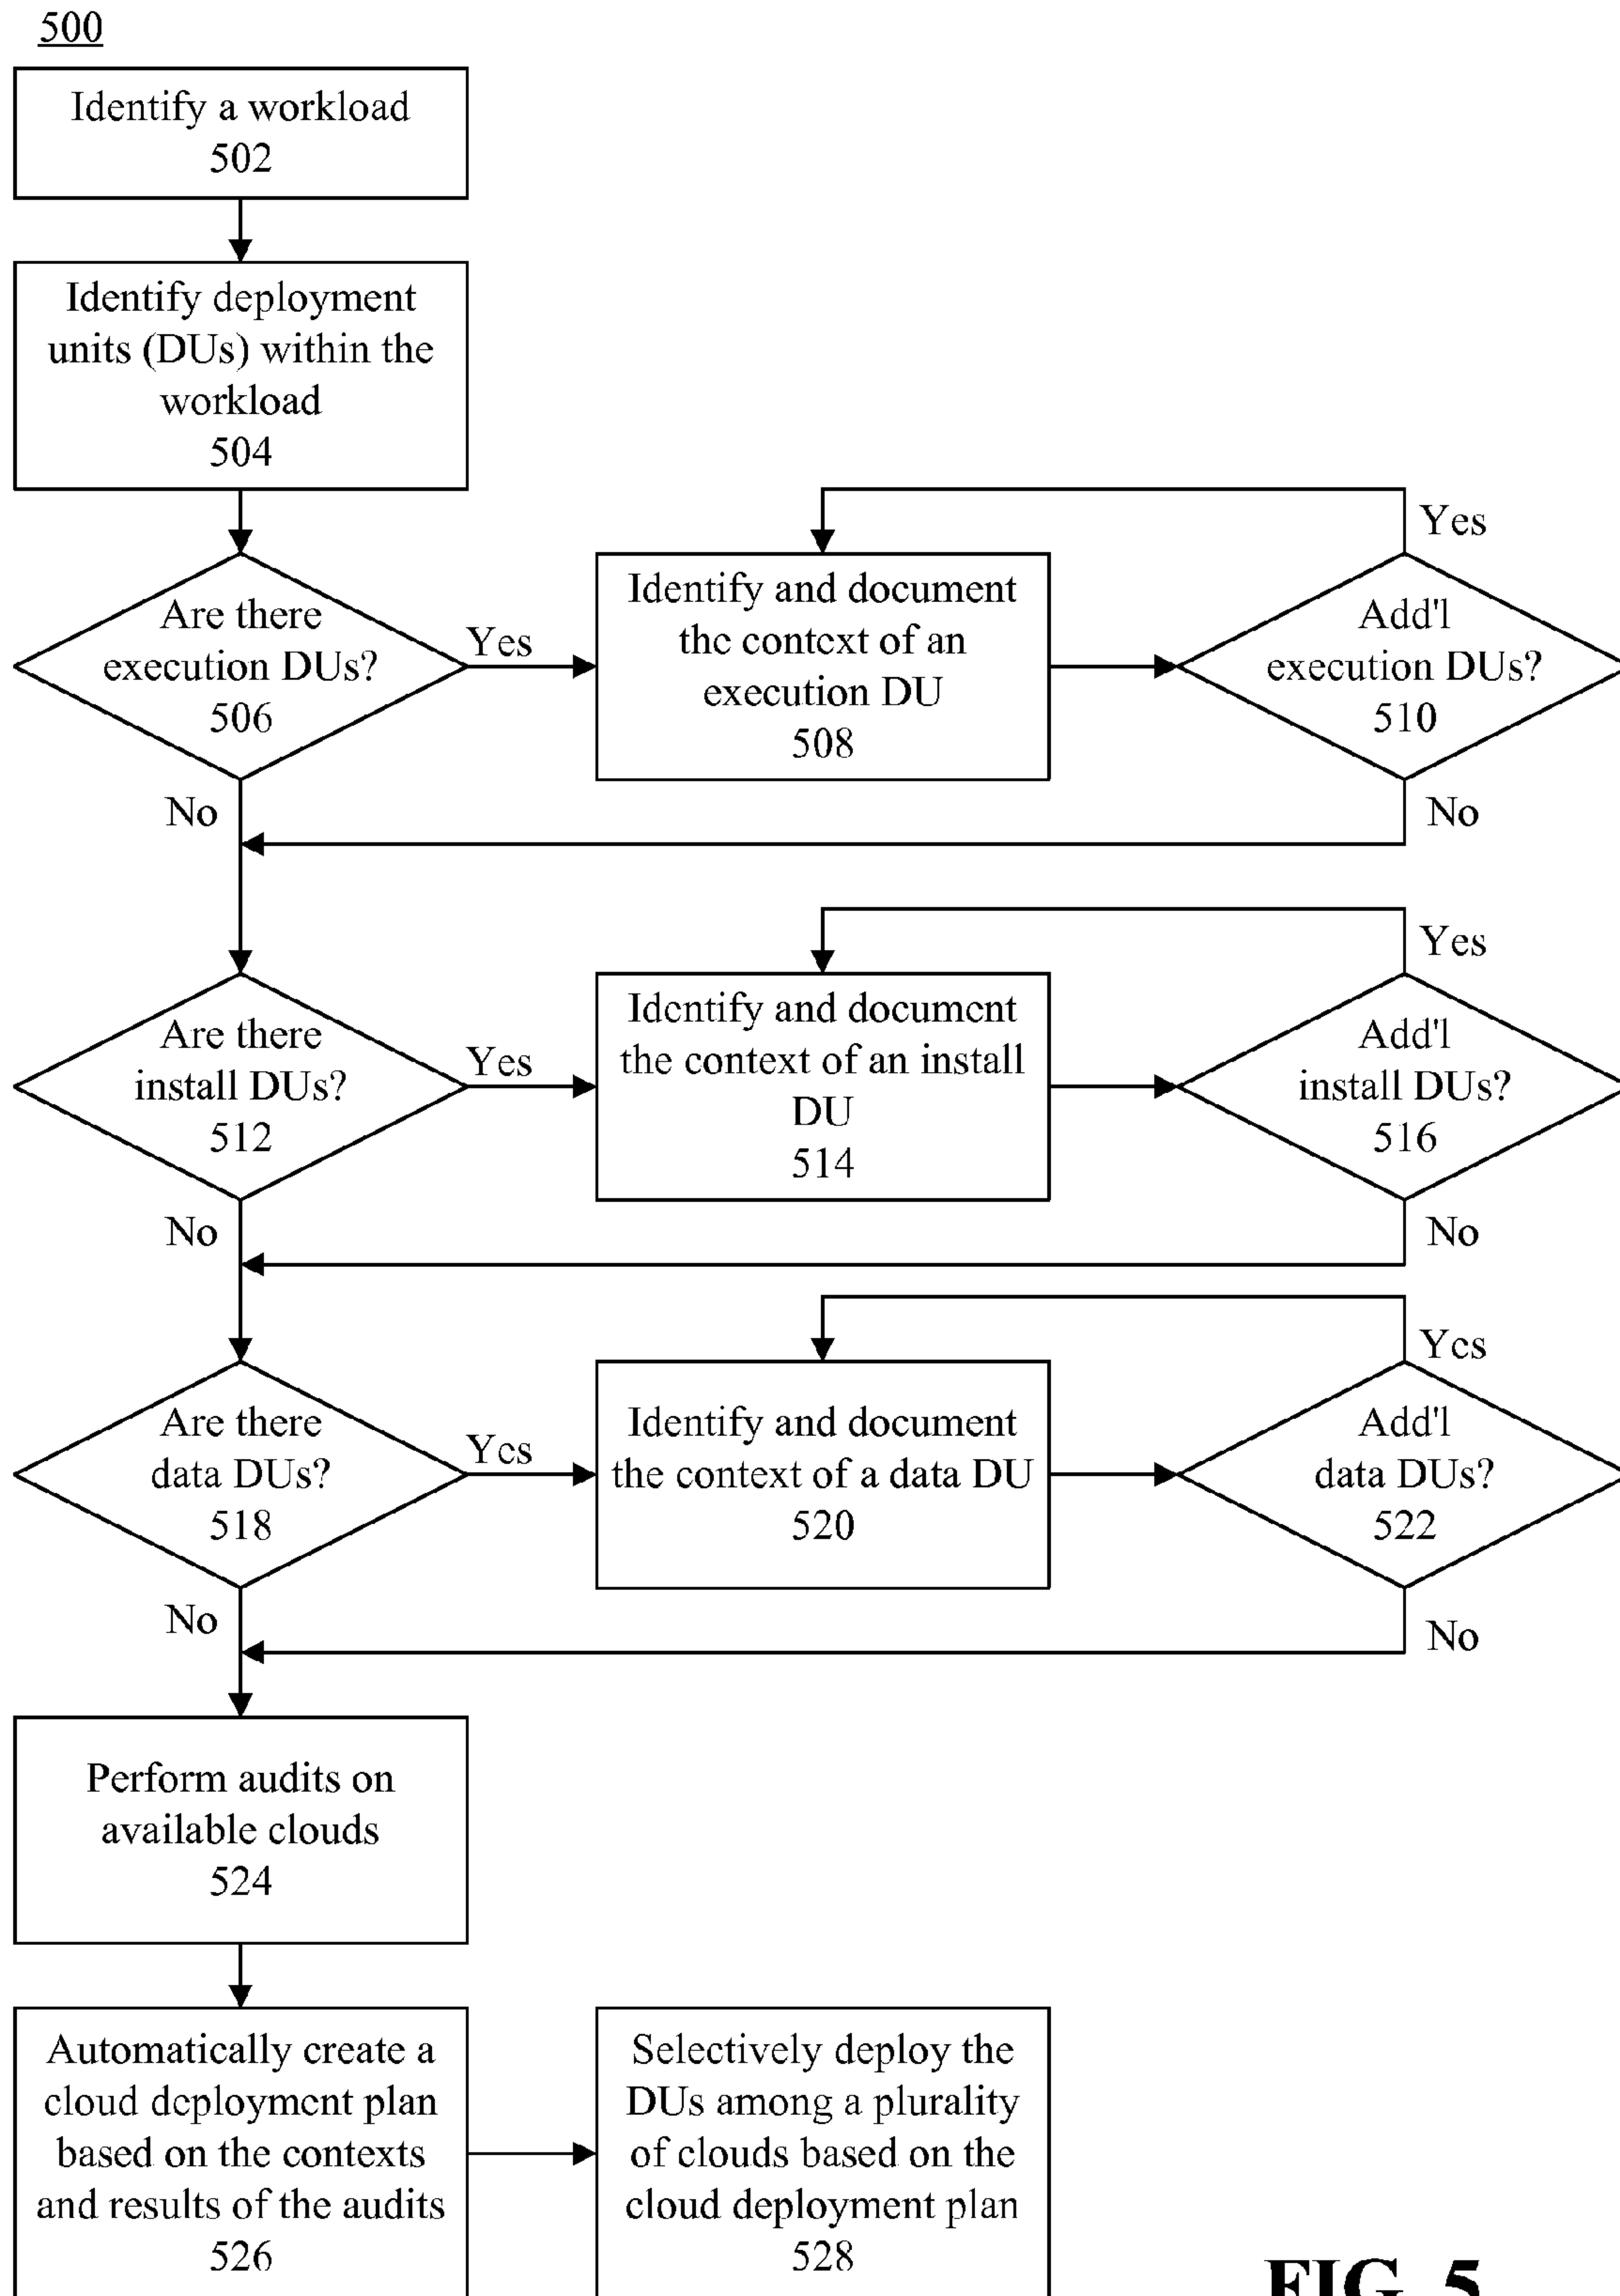 500
Identify a workload
502
Identify deployment
units (DUs) within the
workload
504
Are there
execution DUs?
506
Yes
Identify and document
the context of an
execution DU
508
Add'l
execution DUs?
510
Yes
No
No
Are there
install DUs?
512
Yes
Identify and document
the context of an install
DU
514
Add'l
install DUs?
516
Yes
No
No
Are there
data DUs?
518
Yes
Identify and document
the context of a data DU
520
Add'l
data DUs?
522
Yes
No
No
Perform audits on
available clouds
524
Automatically create a
cloud deployment plan
based on the contexts
and results of the audits
526
Selectively deploy the
DUs among a plurality
of clouds based on the
cloud deployment plan
528
FIG. 5